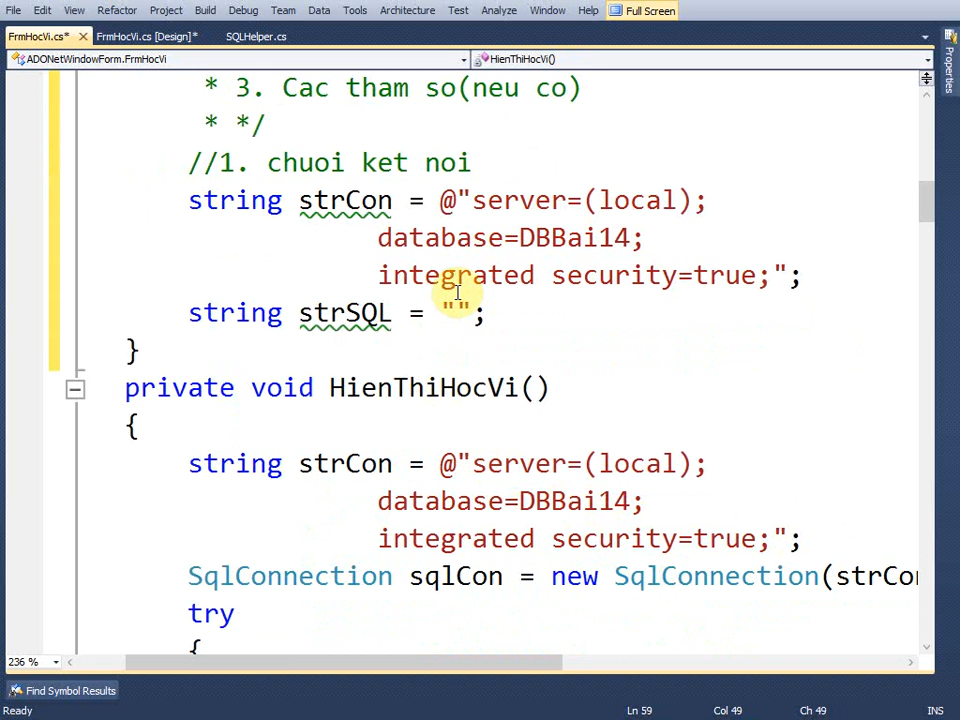 File Edit View Refactor Project Build Debug Team Data Tools Architecture Test Analyze Window Help Full Screen
FrmHocVi.cs* FrmHocVi.cs [Design]* SQLHelper.cs
ADONetWindowForm.FrmHocVi HienThiHocVi()
Properties
* 3. Cac tham so(neu co)
* */
//1. chuoi ket noi
string strCon = @"server=(local);
database=DBBai14;
integrated security=true;";
string strSQL = "";
}
private void HienThiHocVi()
{
string strCon = @"server=(local);
database=DBBai14;
integrated security=true;";
SqlConnection sqlCon = new SqlConnection(strCon
try
{
236 %
Find Symbol Results
Ready Ln 59 Col 49 Ch 49 INS